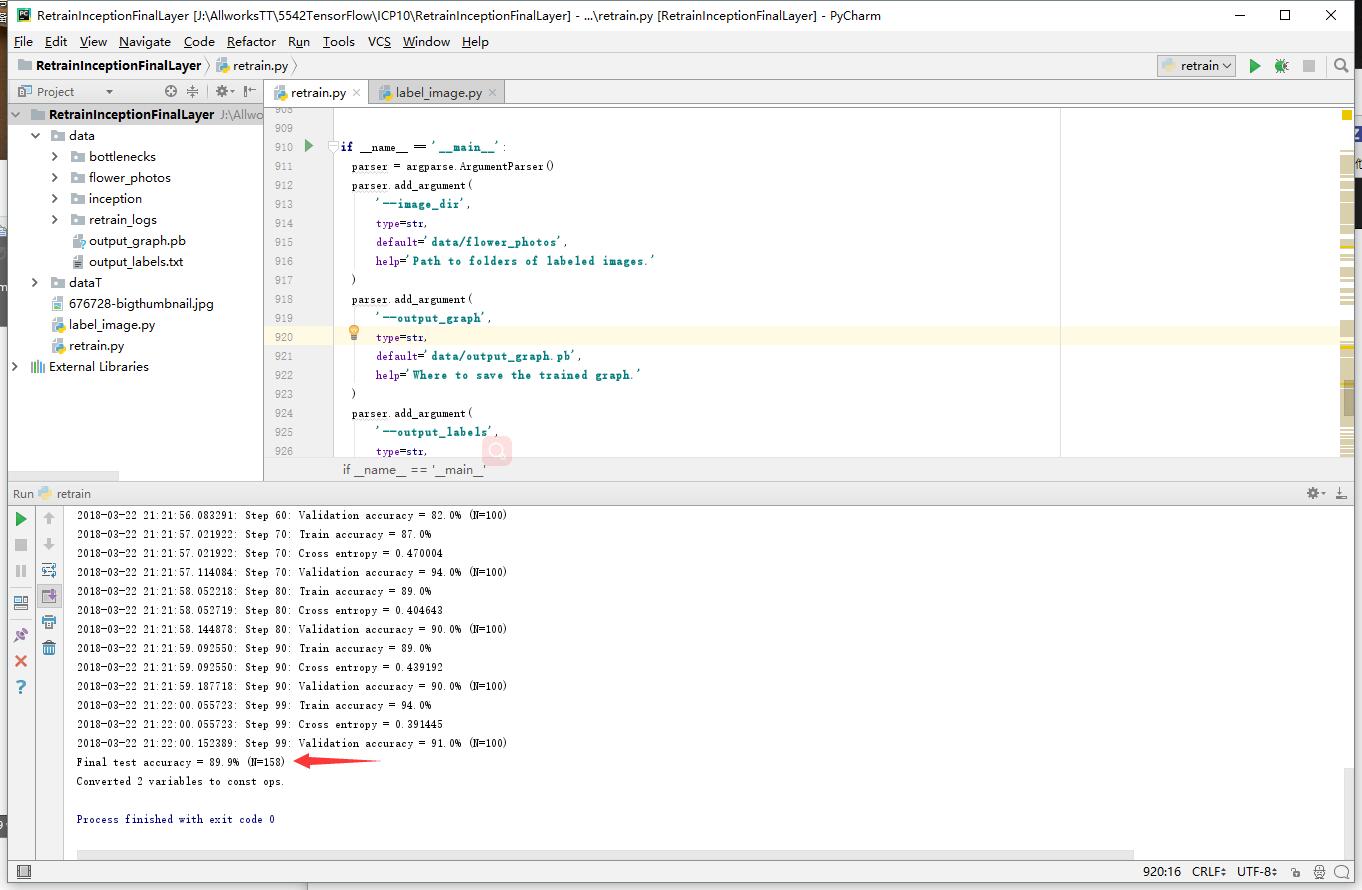 RetrainInceptionFinalLayer [J:\AllworksTT\5542TensorFlow\ICP10\RetrainInceptionFinalLayer] - ...\retrain.py [RetrainInceptionFinalLayer] - PyCharm
File Edit View Navigate Code Refactor Run Tools VCS Window Help
RetrainInceptionFinalLayer retrain.py retrain
Project
retrain.py label_image.py
RetrainInceptionFinalLayer J:\Allwo
data
bottlenecks
flower_photos
inception
retrain_logs
output_graph.pb
output_labels.txt
dataT
676728-bigthumbnail.jpg
label_image.py
retrain.py
External Libraries
908
909
910 if __name__ == '__main__':
911 parser = argparse.ArgumentParser()
912 parser.add_argument(
913 '--image_dir',
914 type=str,
915 default='data/flower_photos',
916 help='Path to folders of labeled images.'
917 )
918 parser.add_argument(
919 '--output_graph',
920 type=str,
921 default='data/output_graph.pb',
922 help='Where to save the trained graph.'
923 )
924 parser.add_argument(
925 '--output_labels',
926 type=str,
if __name__ == '__main__'
Run retrain
2018-03-22 21:21:56.083291: Step 60: Validation accuracy = 82.0% (N=100)
2018-03-22 21:21:57.021922: Step 70: Train accuracy = 87.0%
2018-03-22 21:21:57.021922: Step 70: Cross entropy = 0.470004
2018-03-22 21:21:57.114084: Step 70: Validation accuracy = 94.0% (N=100)
2018-03-22 21:21:58.052218: Step 80: Train accuracy = 89.0%
2018-03-22 21:21:58.052719: Step 80: Cross entropy = 0.404643
2018-03-22 21:21:58.144878: Step 80: Validation accuracy = 90.0% (N=100)
2018-03-22 21:21:59.092550: Step 90: Train accuracy = 89.0%
2018-03-22 21:21:59.092550: Step 90: Cross entropy = 0.439192
2018-03-22 21:21:59.187718: Step 90: Validation accuracy = 90.0% (N=100)
2018-03-22 21:22:00.055723: Step 99: Train accuracy = 94.0%
2018-03-22 21:22:00.055723: Step 99: Cross entropy = 0.391445
2018-03-22 21:22:00.152389: Step 99: Validation accuracy = 91.0% (N=100)
Final test accuracy = 89.9% (N=158)
Converted 2 variables to const ops.
Process finished with exit code 0
920:16 CRLF UTF-8